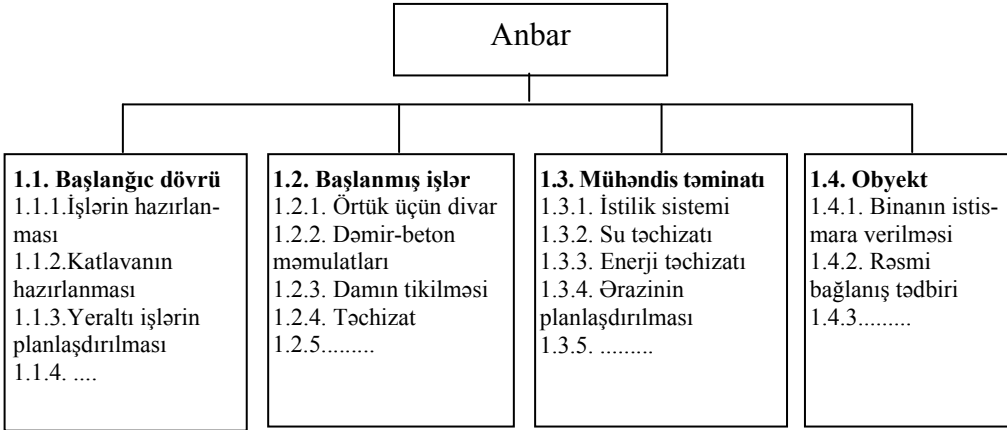 Anbar
1.1. Başlanğıc dövrü
1.1.1.İşlərin hazırlan-
ması
1.1.2.Katlavanın
hazırlanması
1.1.3.Yeraltı işlərin
planlaşdırılması
1.1.4. ....
1.2. Başlanmış işlər
1.2.1. Örtük üçün divar
1.2.2. Dəmir-beton
məmulatları
1.2.3. Damın tikilməsi
1.2.4. Təchizat
1.2.5.........
1.3. Mühəndis təminatı
1.3.1. İstilik sistemi
1.3.2. Su təchizatı
1.3.3. Enerji təchizatı
1.3.4. Ərazinin
planlaşdırılması
1.3.5. .........
1.4. Obyekt
1.4.1. Binanın istis-
mara verilməsi
1.4.2. Rəsmi
bağlanış tədbiri
1.4.3.........